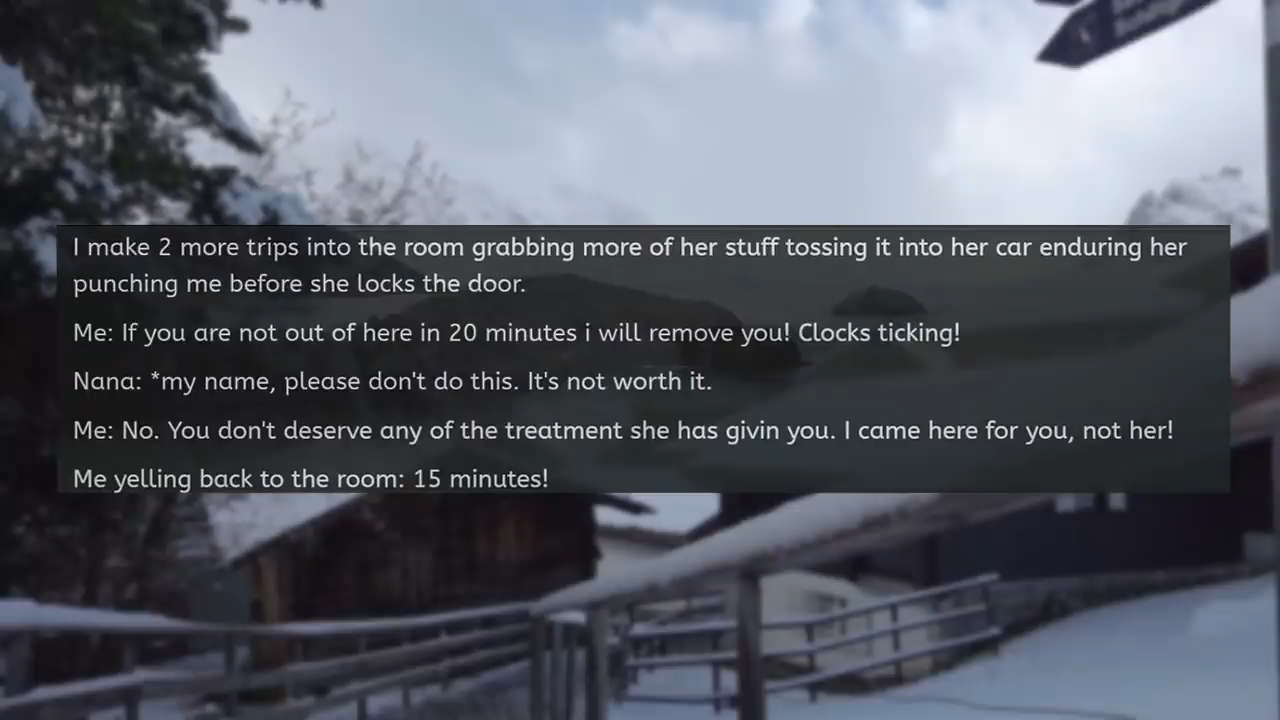 I make 2 more trips into the room grabbing more of her stuff tossing it into her car enduring her
punching me before she locks the door.
Me: If you are not out of here in 20 minutes i will remove you! Clocks ticking!
Nana: *my name, please don't do this. It's not worth it.
Me: No. You don't deserve any of the treatment she has givin you. I came here for you, not her!
Me yelling back to the room: 15 minutes!